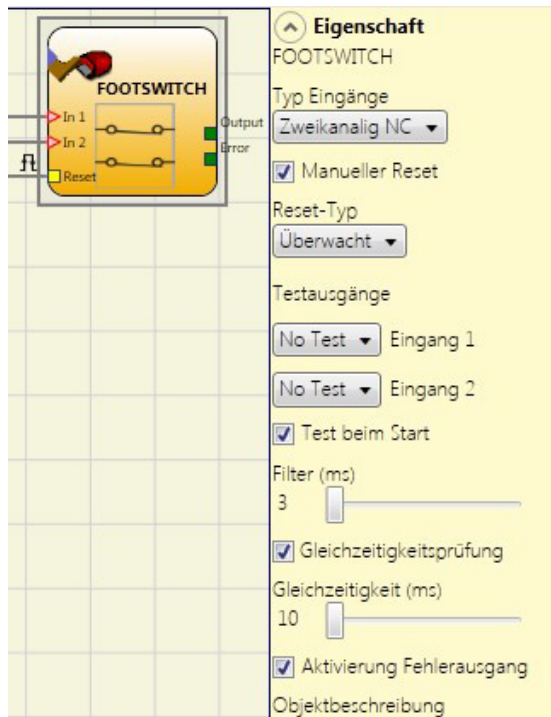 FOOTSWITCH
In 1
In 2
Reset
Output
Error
Eigenschaft
FOOTSWITCH
Typ Eingänge
Zweikanalig NC
Manueller Reset
Reset-Typ
Überwacht
Testausgänge
No Test Eingang 1
No Test Eingang 2
Test beim Start
Filter (ms)
3
Gleichzeitigkeitsprüfung
Gleichzeitigkeit (ms)
10
Aktivierung Fehlerausgang
Objektbeschreibung